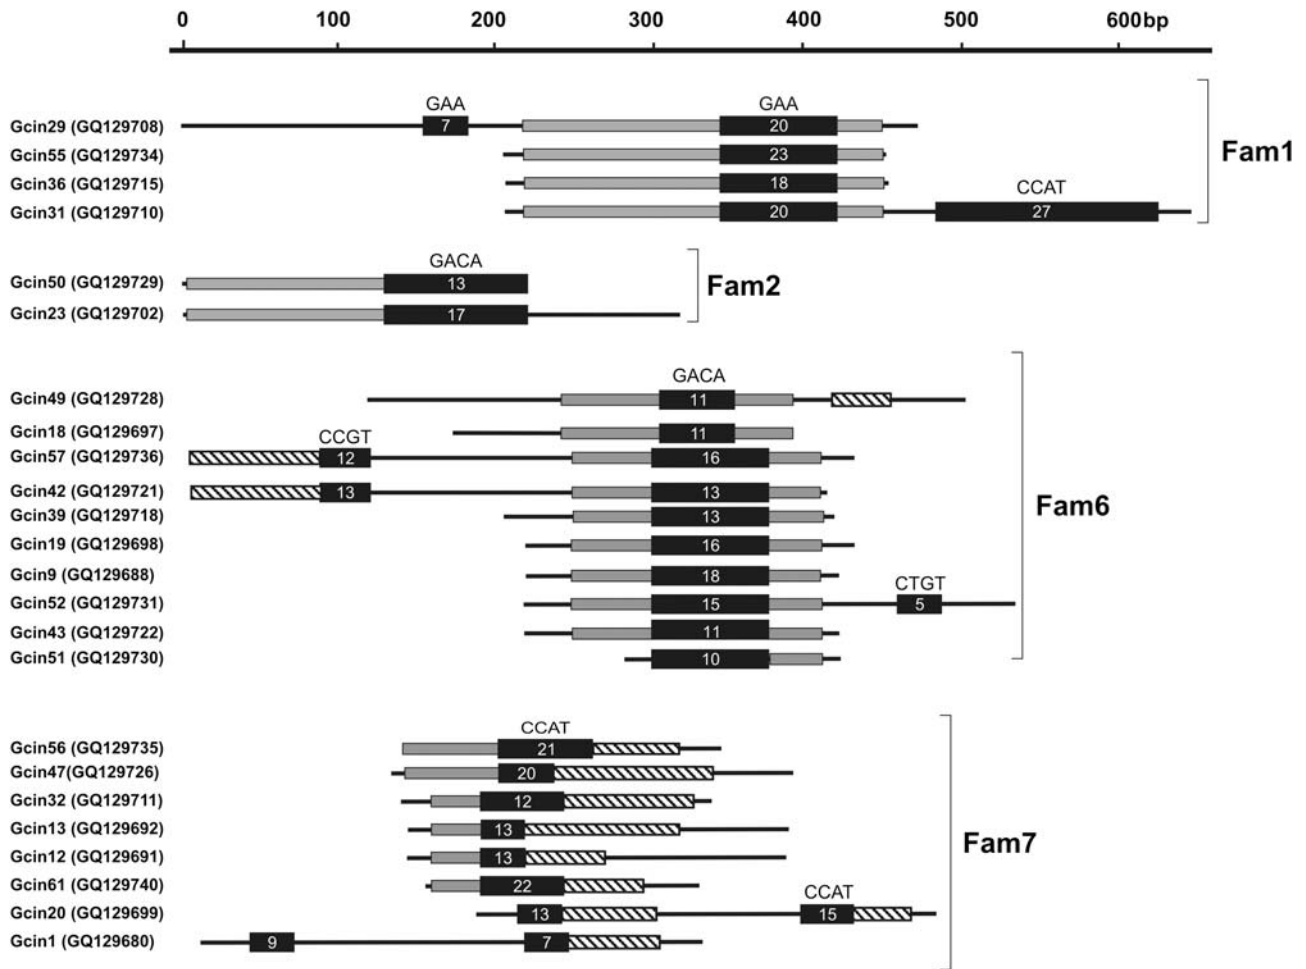 0 100 200 300 400 500 600bp
GAA GAA
Gcin29 (GQ129708) 7 20
Gcin55 (GQ129734) 23
Fam1
Gcin36 (GQ129715) 18
CCAT
Gcin31 (GQ129710) 20 27
GACA
Gcin50 (GQ129729) 13
Fam2
Gcin23 (GQ129702) 17
GACA
Gcin49 (GQ129728) 11
Gcin18 (GQ129697) 11
CCGT
Gcin57 (GQ129736) 12 16
Gcin42 (GQ129721) 13 13
Fam6
Gcin39 (GQ129718) 13
Gcin19 (GQ129698) 16
Gcin9 (GQ129688) 18
CTGT
Gcin52 (GQ129731) 15 5
Gcin43 (GQ129722) 11
Gcin51 (GQ129730) 10
CCAT
Gcin56 (GQ129735) 21
Gcin47(GQ129726) 20
Gcin32 (GQ129711) 12
Gcin13 (GQ129692) 13
Fam7
Gcin12 (GQ129691) 13
Gcin61 (GQ129740) 22
CCAT
Gcin20 (GQ129699) 13 15
Gcin1 (GQ129680) 9 7